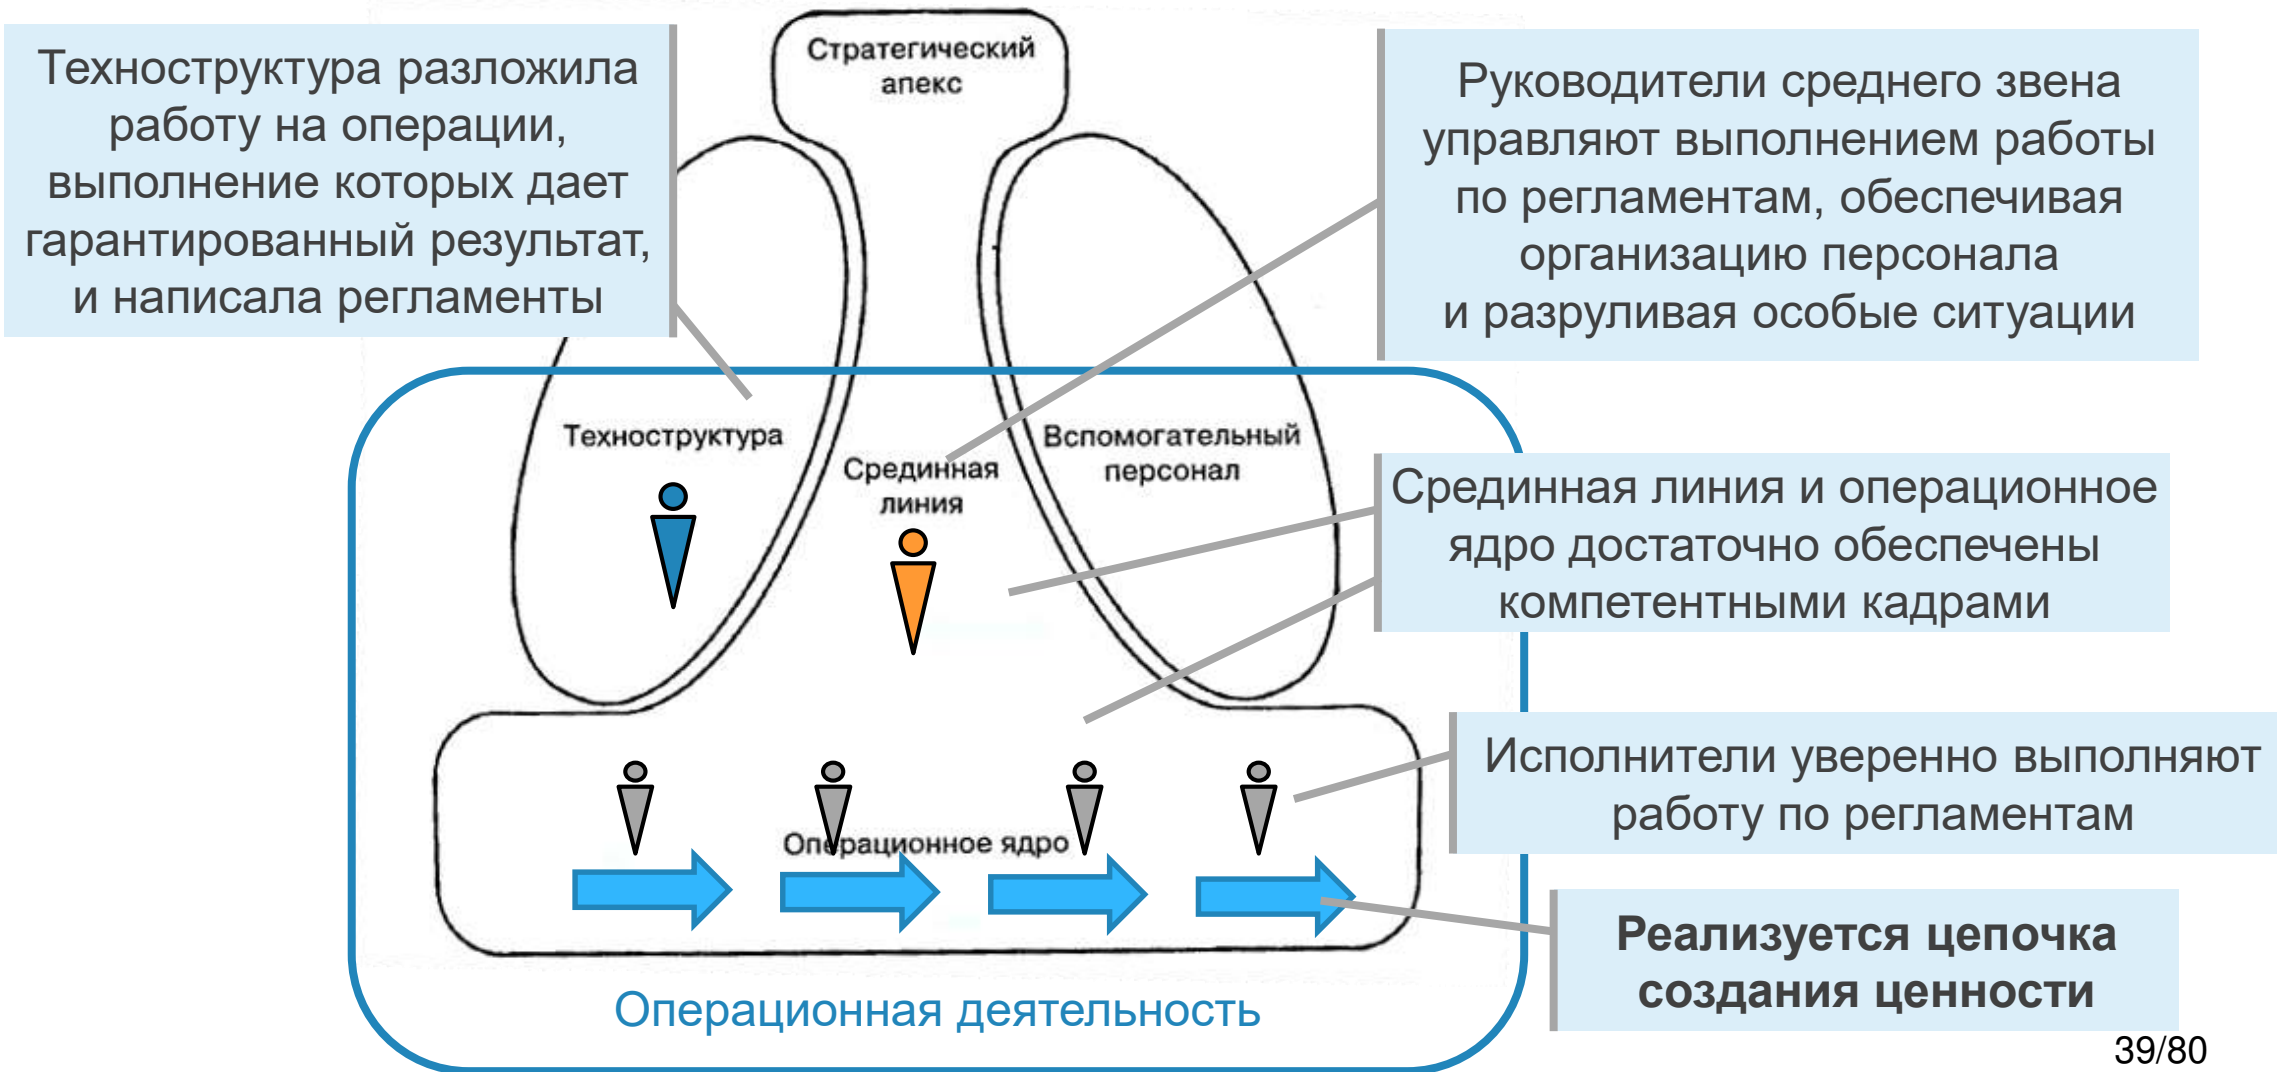 Техноструктура разложила
работу на операции,
выполнение которых дает
гарантированный результат,
и написала регламенты
Стратегический
апекс
Руководители среднего звена
управляют выполнением работы
по регламентам, обеспечивая
организацию персонала
и разруливая особые ситуации
Техноструктура
Срединная
линия
Вспомогательный
персонал
Срединная линия и операционное
ядро достаточно обеспечены
компетентными кадрами
Исполнители уверенно выполняют
работу по регламентам
Операционное ядро
Реализуется цепочка
создания ценности
Операционная деятельность
39/80